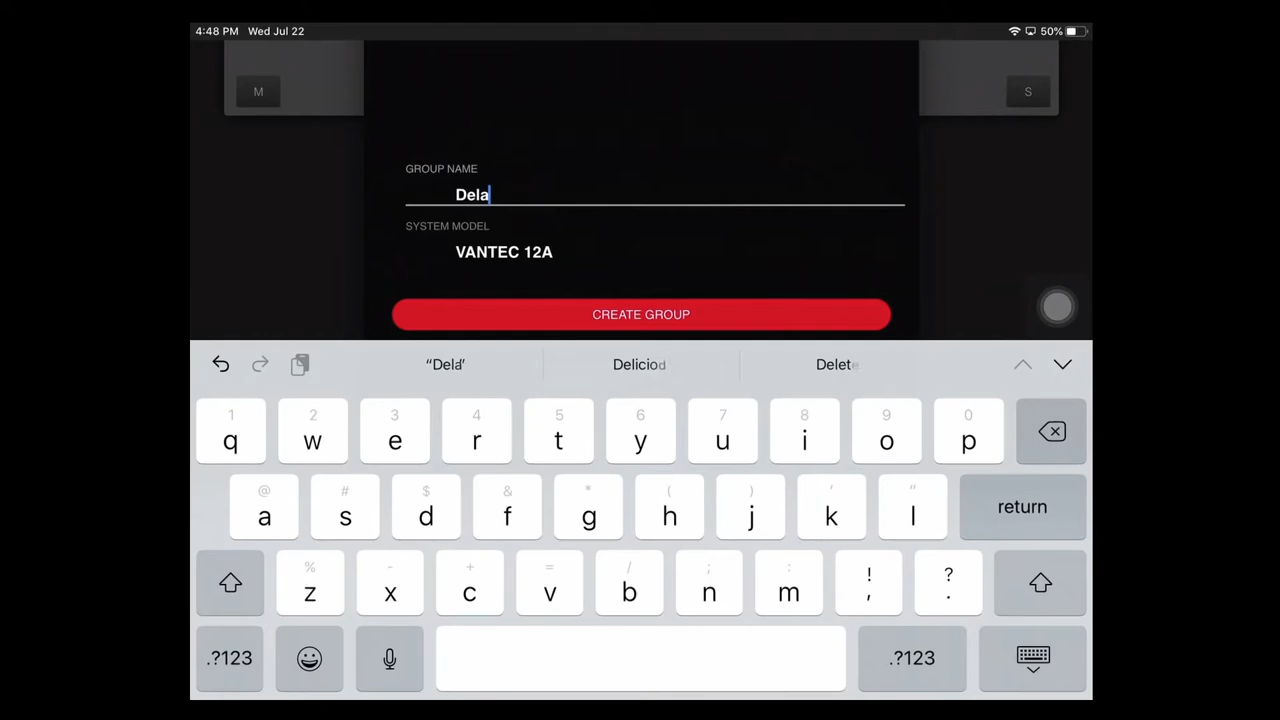 4:48 PM Wed Jul 22 50%
M S
GROUP NAME
Dela
SYSTEM MODEL
VANTEC 12A
CREATE GROUP
“Dela” Deliciod Delete
1 2 3 4 5 6 7 8 9 0
q w e r t y u i o p
@ # $ & * ( ) ' "
a s d f g h j k l return
% - + = / ; : ! ?
z x c v b n m , .
.?123 .?123